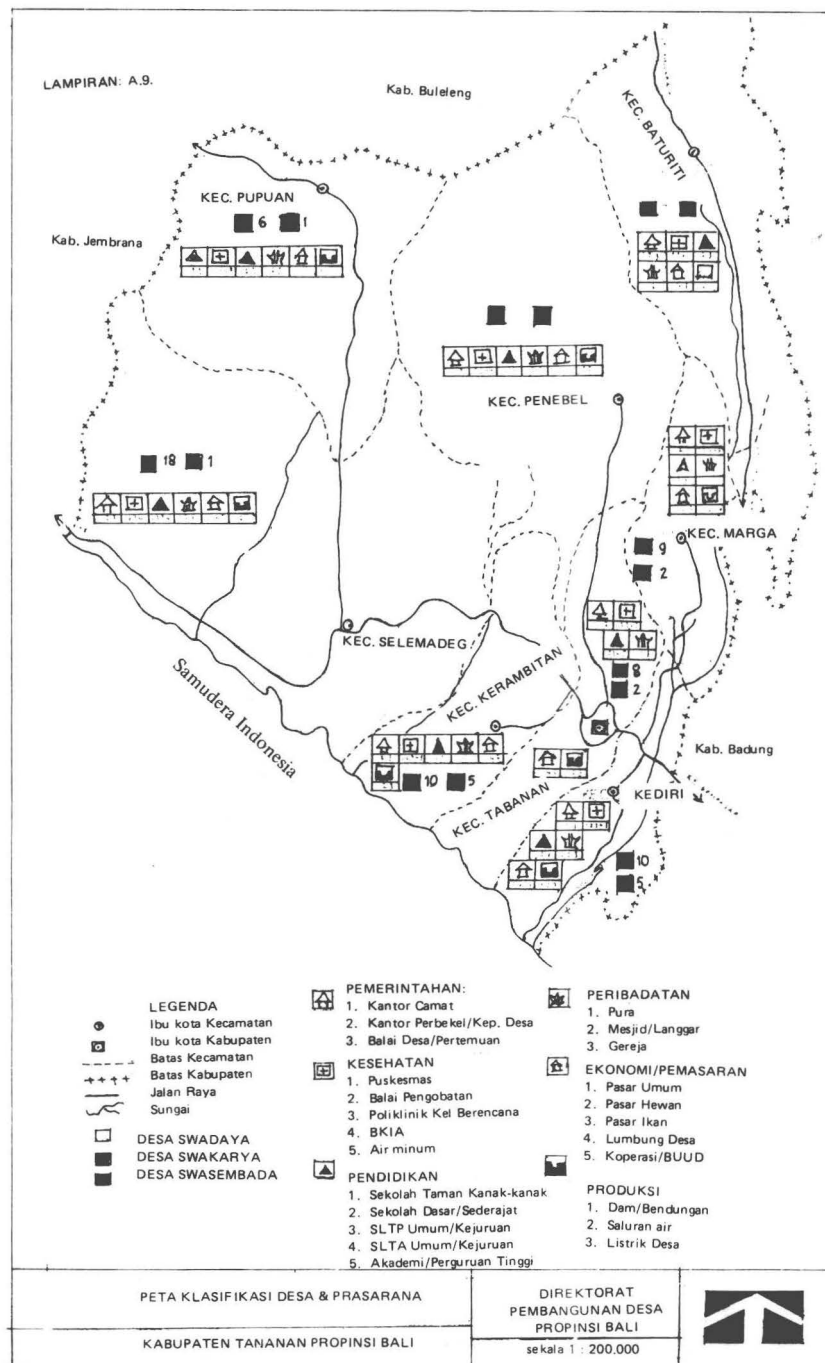 LAMPIRAN: A.9.
Kab. Buleleng
KEC. BATURITI
KEC. PUPUAN
6 1
Kab. Jembrana
KEC. PENEBEL
18 1
KEC. MARGA
9
2
KEC. SELEMADEG
8
2
Samudera Indonesia
KEC. KERAMBITAN
Kab. Badung
10 5
KEC. TABANAN
KEDIRI
10
5
LEGENDA
Ibu kota Kecamatan
Ibu kota Kabupaten
Batas Kecamatan
Batas Kabupaten
Jalan Raya
Sungai
DESA SWADAYA
DESA SWAKARYA
DESA SWASEMBADA
PEMERINTAHAN:
1. Kantor Camat
2. Kantor Perbekel/Kep. Desa
3. Balai Desa/Pertemuan
KESEHATAN
1. Puskesmas
2. Balai Pengobatan
3. Poliklinik Kel Berencana
4. BKIA
5. Air minum
PENDIDIKAN
1. Sekolah Taman Kanak-kanak
2. Sekolah Dasar/Sederajat
3. SLTP Umum/Kejuruan
4. SLTA Umum/Kejuruan
5. Akademi/Perguruan Tinggi
PERIBADATAN
1. Pura
2. Mesjid/Langgar
3. Gereja
EKONOMI/PEMASARAN
1. Pasar Umum
2. Pasar Hewan
3. Pasar Ikan
4. Lumbung Desa
5. Koperasi/BUUD
PRODUKSI
1. Dam/Bendungan
2. Saluran air
3. Listrik Desa
PETA KLASIFIKASI DESA & PRASARANA
KABUPATEN TANANAN PROPINSI BALI
DIREKTORAT
PEMBANGUNAN DESA
PROPINSI BALI
sekala 1 : 200.000